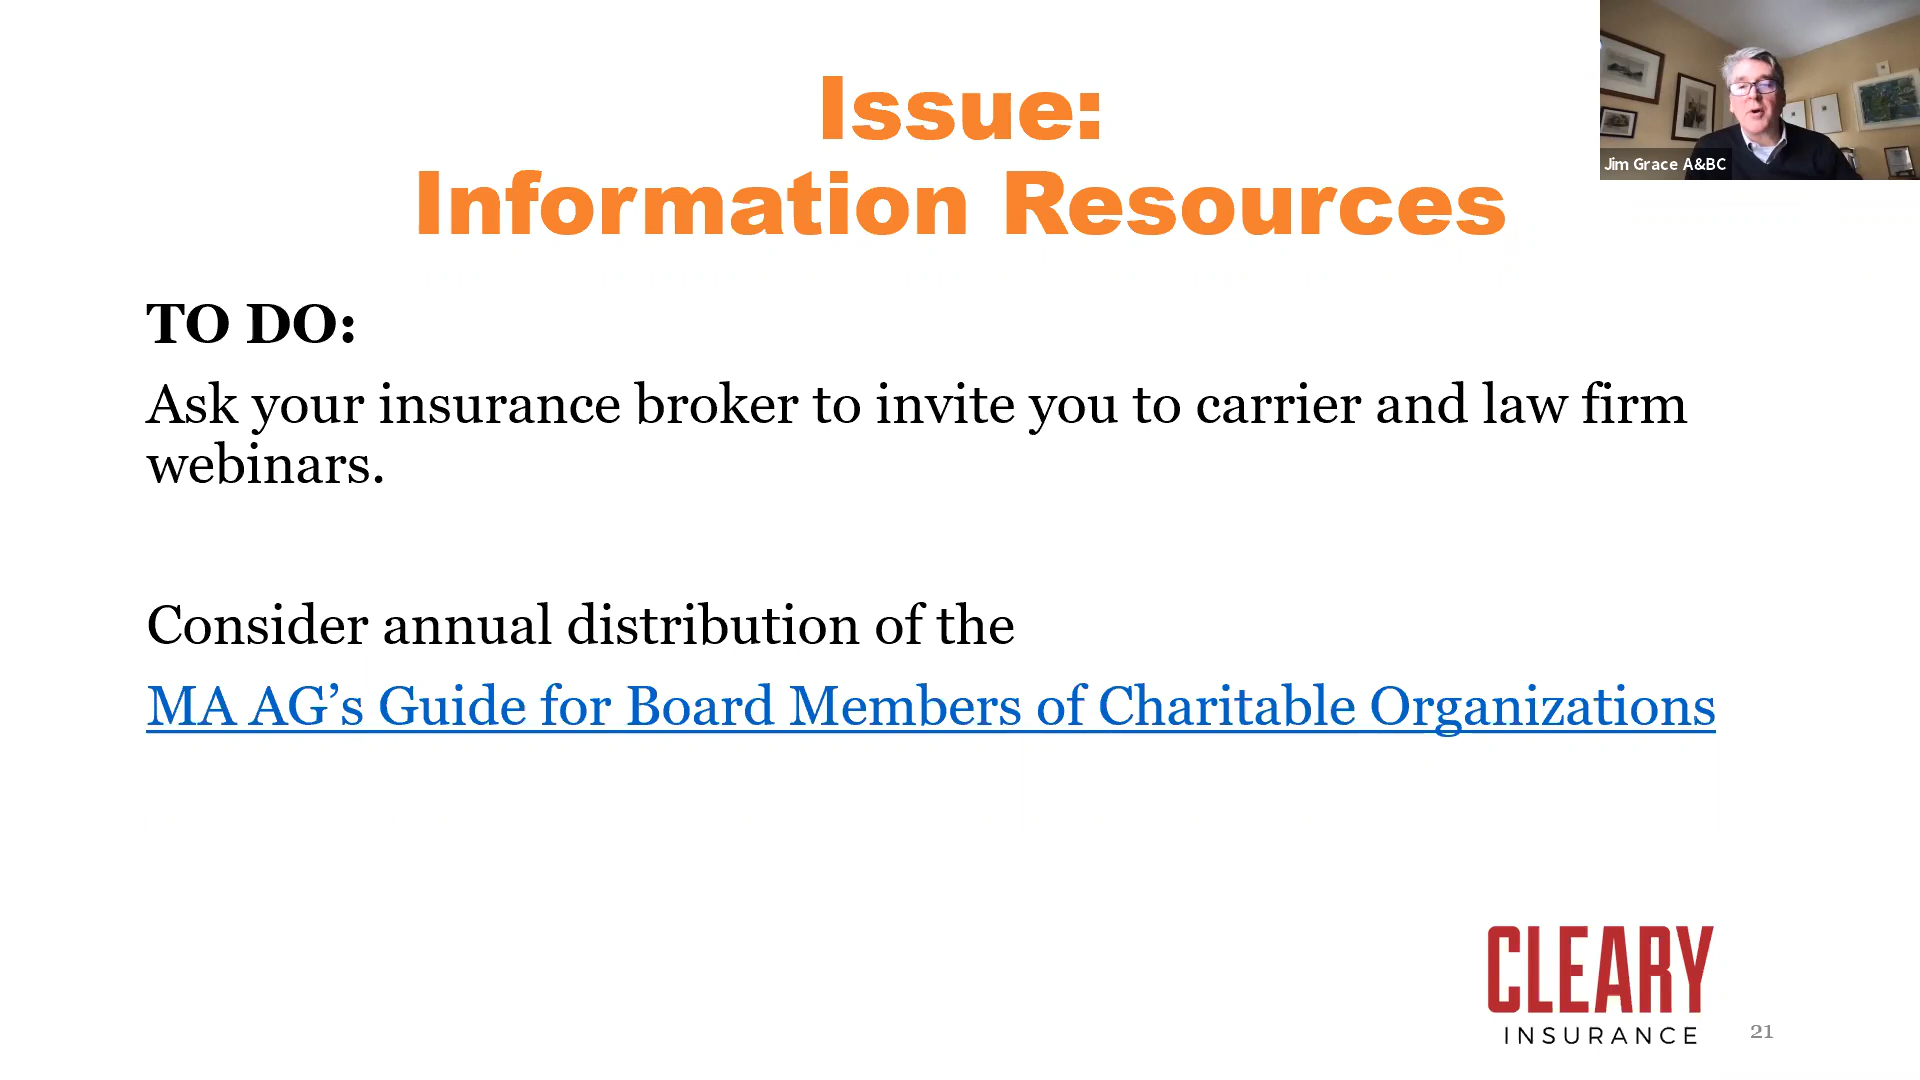 Issue:
Information Resources
Jim Grace A&BC
TO DO:
Ask your insurance broker to invite you to carrier and law firm
webinars.
Consider annual distribution of the
MA AG’s Guide for Board Members of Charitable Organizations
CLEARY
INSURANCE
21